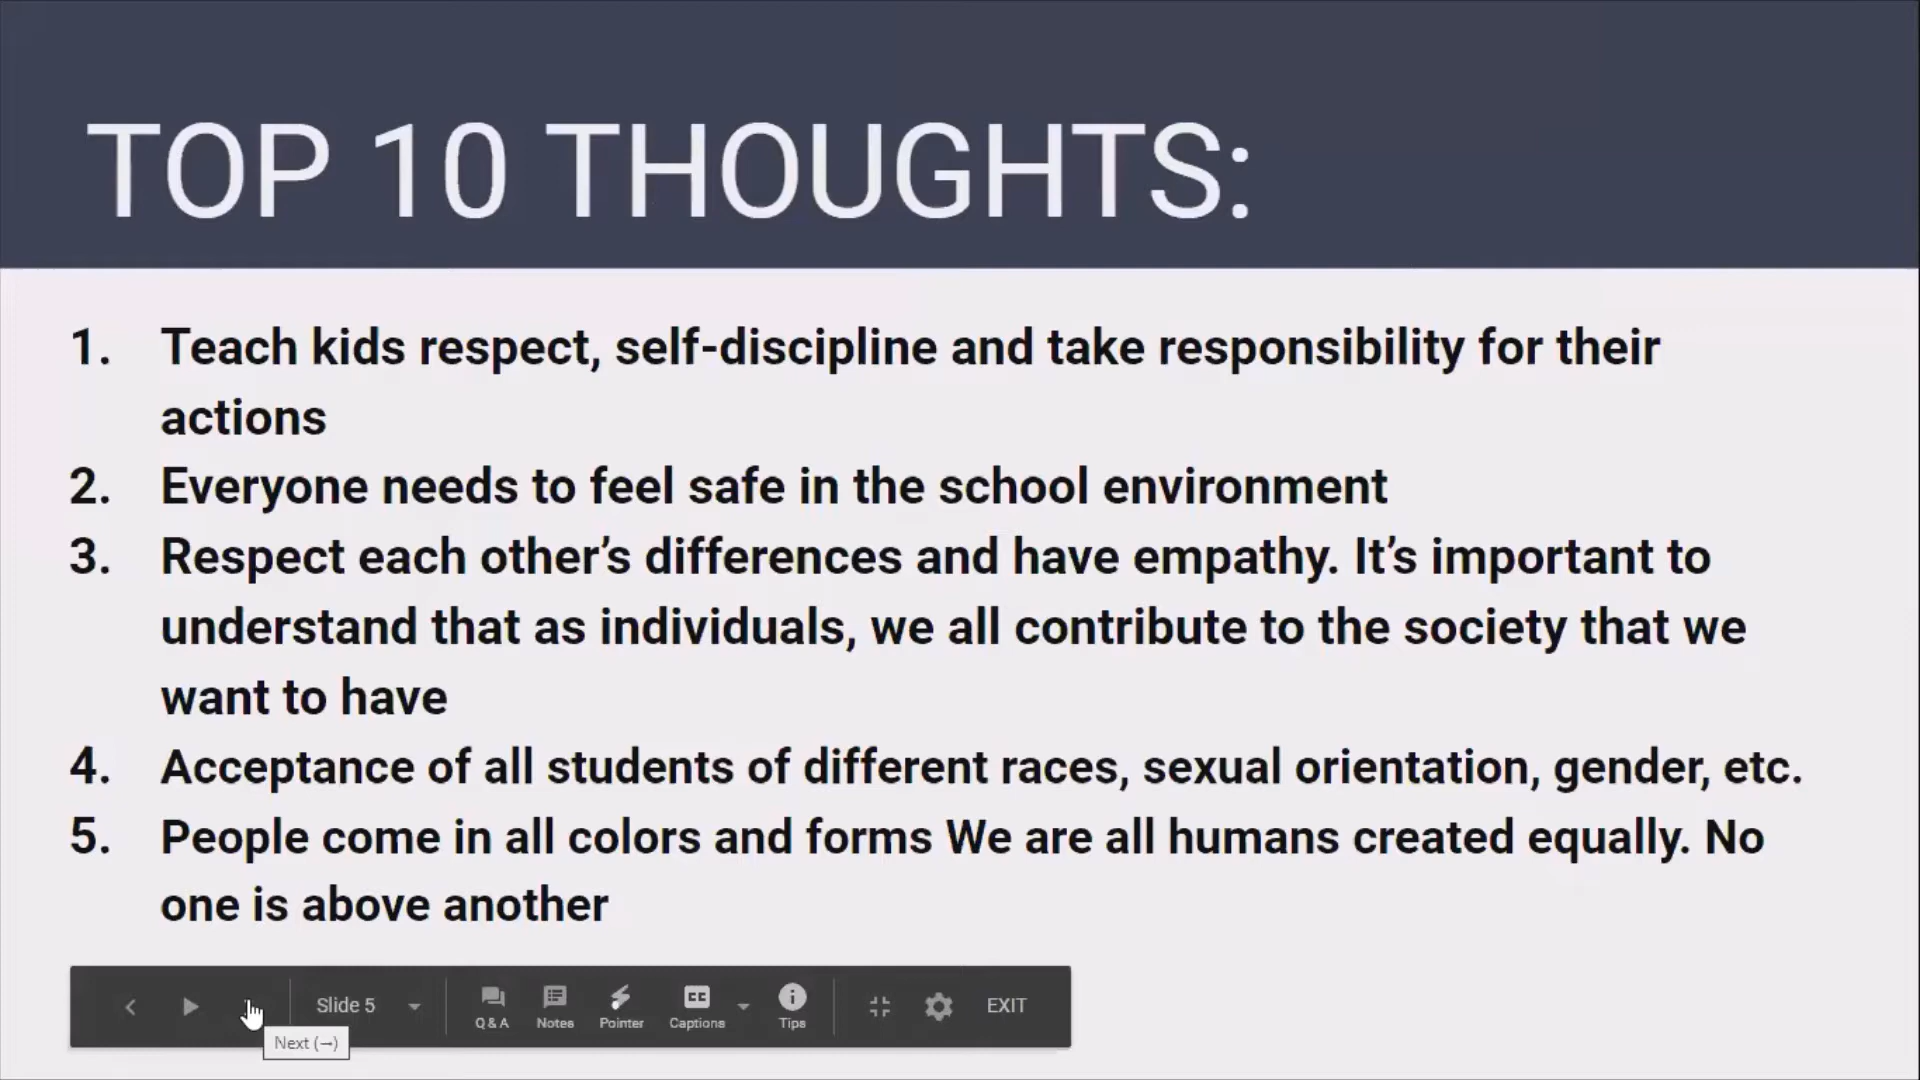 TOP 10 THOUGHTS:
1. Teach kids respect, self-discipline and take responsibility for their
actions
2. Everyone needs to feel safe in the school environment
3. Respect each other’s differences and have empathy. It’s important to
understand that as individuals, we all contribute to the society that we
want to have
4. Acceptance of all students of different races, sexual orientation, gender, etc.
5. People come in all colors and forms We are all humans created equally. No
one is above another
Slide 5
Q & A Notes Pointer CC Captions Tips EXIT
Next (→)